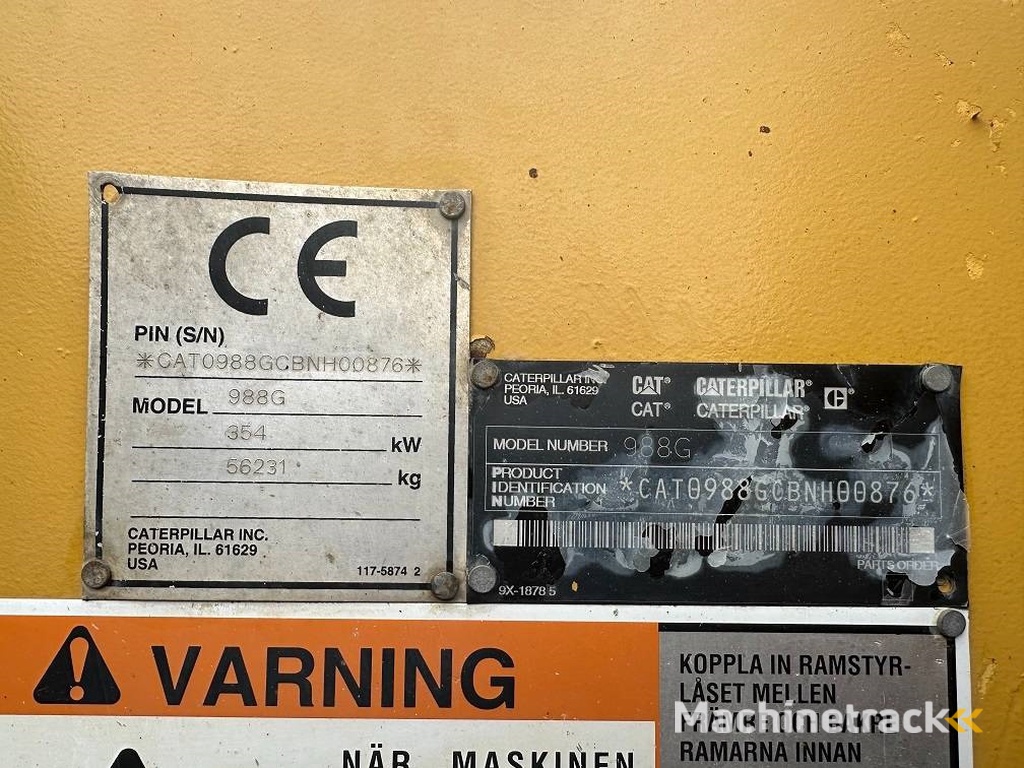 CE
PIN (S/N)
*CAT0988GCBNH00876*
MODEL 988G
354 kW
56231 kg
CATERPILLAR INC.
PEORIA, IL. 61629
USA
117-5874 2
CATERPILLAR INC.
PEORIA, IL. 61629
USA
CAT® CATERPILLAR®
CAT® CATERPILLAR®
MODEL NUMBER 988G
PRODUCT
IDENTIFICATION
NUMBER
*CAT0988GCBNH00876*
PARTS ORDER
9X-1878 5
VARNING
NÄR MASKINEN
KOPPLA IN RAMSTYR-
LÅSET MELLEN
RAMARNA INNAN
Machinetrack